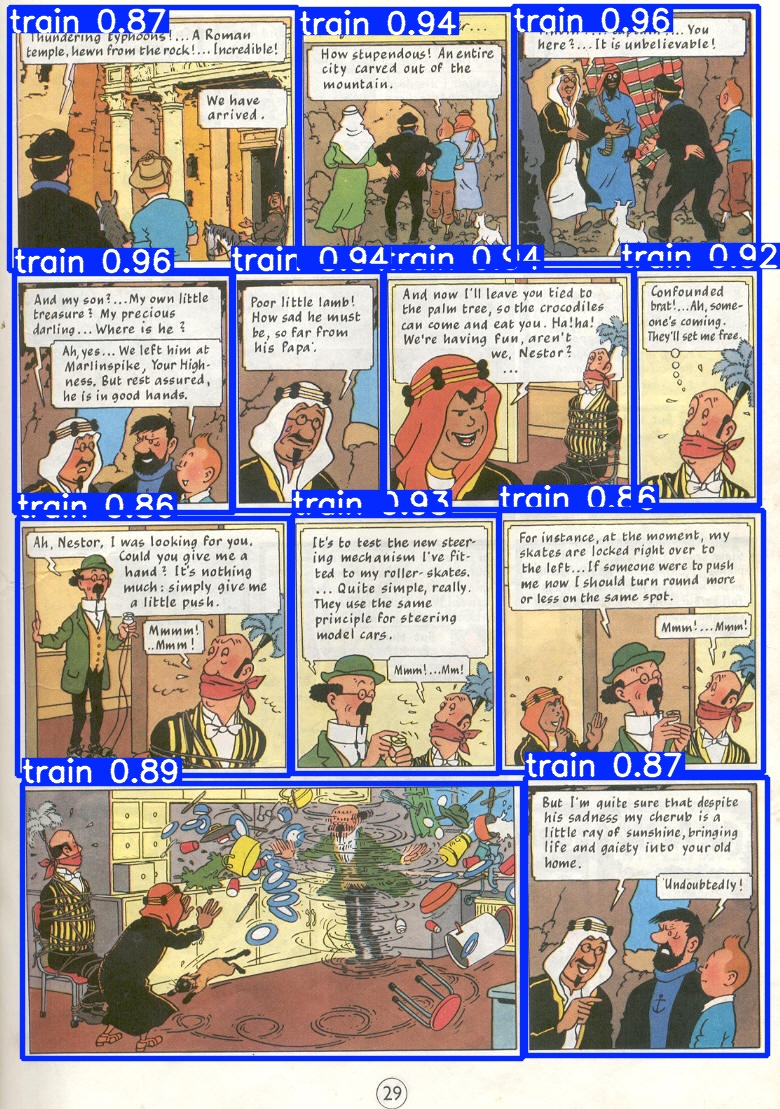 train 0.87
Thundering typhoons!...A Roman
temple, hewn from the rock!...Incredible!
We have
arrived.
train 0.94
How stupendous! An entire
city carved out of the
mountain.
train 0.96
You
here?...It is unbelievable!
train 0.96
And my son?...My own little
treasure? My precious
darling...Where is he?
Ah, yes... We left him at
Marlinspike, Your High-
ness. But rest assured,
he is in good hands.
train 0.94
Poor little lamb!
How sad he must
be, so far from
his Papa.
train 0.94
And now I'll leave you tied to
the palm tree, so the crocodiles
can come and eat you. Ha!ha!
We're having fun, aren't
we, Nestor?
...
train 0.92
Confounded
brat!...Ah, some-
one's coming.
They'll set me free.
train 0.86
Ah, Nestor, I was looking for you.
Could you give me a
hand? It's nothing
much: simply give me
a little push.
Mmmm!
..Mmm!
train 0.93
It's to test the new steer-
ing mechanism I've fit-
ted to my roller-skates.
... Quite simple, really.
They use the same
principle for steering
model cars.
Mmm!...Mm!
train 0.86
For instance, at the moment, my
skates are locked right over to
the left...If someone were to push
me now I should turn round more
or less on the same spot.
Mmm!...Mmm!
train 0.89
train 0.87
But I'm quite sure that despite
his sadness my cherub is a
little ray of sunshine, bringing
life and gaiety into your old
home.
Undoubtedly!
29